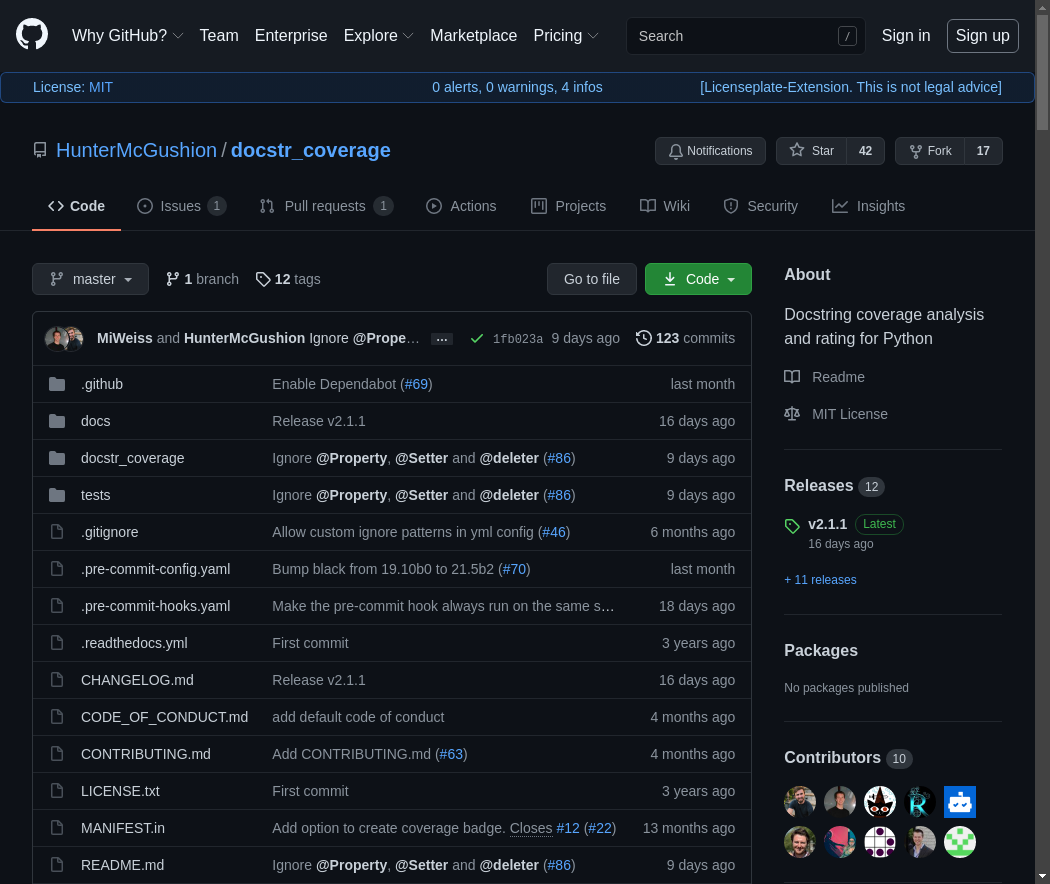 Why GitHub? Team Enterprise Explore Marketplace Pricing Search / Sign in Sign up
License: MIT 0 alerts, 0 warnings, 4 infos [Licenseplate-Extension. This is not legal advice]
HunterMcGushion / docstr_coverage Notifications Star 42 Fork 17
Code Issues 1 Pull requests 1 Actions Projects Wiki Security Insights
master 1 branch 12 tags Go to file Code
MiWeiss and HunterMcGushion Ignore @Prope… ... 1fb023a 9 days ago 123 commits
.github Enable Dependabot (#69) last month
docs Release v2.1.1 16 days ago
docstr_coverage Ignore @Property, @Setter and @deleter (#86) 9 days ago
tests Ignore @Property, @Setter and @deleter (#86) 9 days ago
.gitignore Allow custom ignore patterns in yml config (#46) 6 months ago
.pre-commit-config.yaml Bump black from 19.10b0 to 21.5b2 (#70) last month
.pre-commit-hooks.yaml Make the pre-commit hook always run on the same s… 18 days ago
.readthedocs.yml First commit 3 years ago
CHANGELOG.md Release v2.1.1 16 days ago
CODE_OF_CONDUCT.md add default code of conduct 4 months ago
CONTRIBUTING.md Add CONTRIBUTING.md (#63) 4 months ago
LICENSE.txt First commit 3 years ago
MANIFEST.in Add option to create coverage badge. Closes #12 (#22) 13 months ago
README.md Ignore @Property, @Setter and @deleter (#86) 9 days ago
About
Docstring coverage analysis
and rating for Python
Readme
MIT License
Releases 12
v2.1.1 Latest
16 days ago
+ 11 releases
Packages
No packages published
Contributors 10